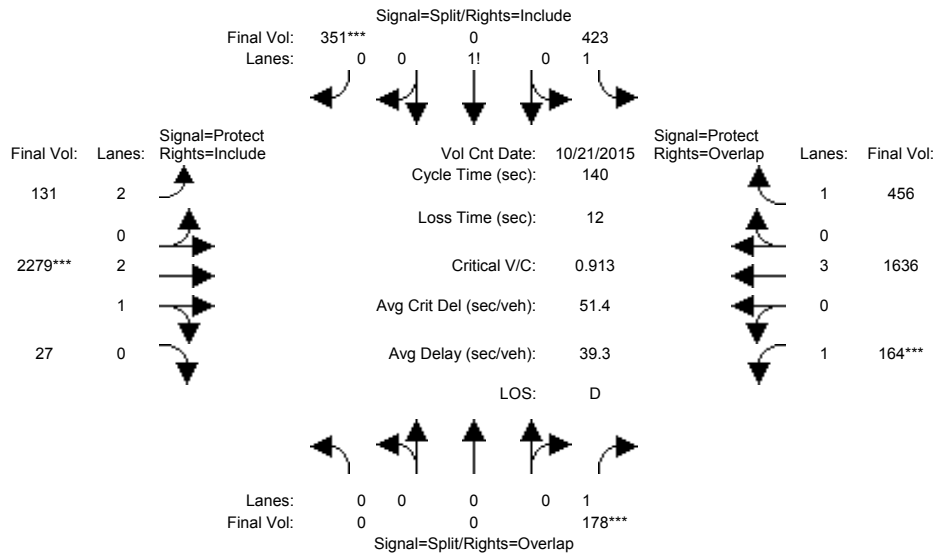 Signal=Split/Rights=Include
Final Vol: 351*** 0 423
Lanes: 0 0 1! 0 1
Signal=Protect Signal=Protect
Final Vol: Lanes: Rights=Include Vol Cnt Date: 10/21/2015 Rights=Overlap Lanes: Final Vol:
Cycle Time (sec): 140
131 2 1 456
Loss Time (sec): 12
0 0
2279*** 2 Critical V/C: 0.913 3 1636
1 Avg Crit Del (sec/veh): 51.4 0
27 0 Avg Delay (sec/veh): 39.3 1 164***
LOS: D
Lanes: 0 0 0 0 1
Final Vol: 0 0 178***
Signal=Split/Rights=Overlap